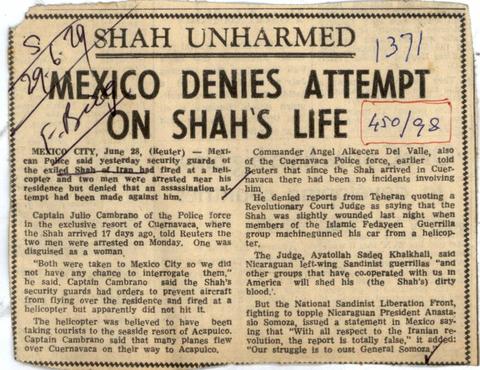 S
29.6.79
SHAH UNHARMED
1371
MEXICO DENIES ATTEMPT
ON SHAH'S LIFE
450/98
MEXICO CITY, June 28, (Reuter) — Mexi-
can Police said yesterday security guards of
the exiled Shah of Iran had fired at a heli-
copter and two men were arrested near his
residence but denied that an assassination at-
tempt had been made against him,
Captain Julio Cambrano of the Police force
in the exclusive resort of Cuernavaca, where
the Shah arrived 17 days ago, told Reuters the
two men were arrested on Monday. One was
disguised as a woman
"Both were taken to Mexico City so we did
not have any chance to interrogate them,"
he said, Captain Cambrano said the Shah's
security guards had orders to prevent aircraft
from flying over the residence and fired at a
helicopter but apparently did not hit it.
The helicopter was believed to have been
taking tourists to the seaside resort of Acapulco.
Captain Cambrano said that many planes flew
over Cuernavaca on their way to Acapulco.
Commander Angel Alkecera Del Valle, also
of the Cuernavaca Police force, earlier told
Reuters that since the Shah arrived in Cuer-
navaca there had been no incidents involving
him
He denied reports from Teheran quoting a
Revolutionary Court Judge as saying that the
Shah was slightly wounded last night when
members of the Islamic Fedayeen Guerrilla
group machinegunned his car from a helicop-
ter,
The Judge, Ayatollah Sadeq Khalkhali, said
Nicaraguan left-wing Sandinist guerrillas "and
other groups that have co-operated with us in
America will shed his (the Shah's) dirty
blood,'.
But the National Sandinist Liberation Front,
fighting to topple Nicaraguan President Anasta-
sio Somoza, issued a statement in Mexico say-
ing that "With all respect to the Iranian revo-
lution, the report is totally false," it added:
"Our struggle is to oust General Somoza,